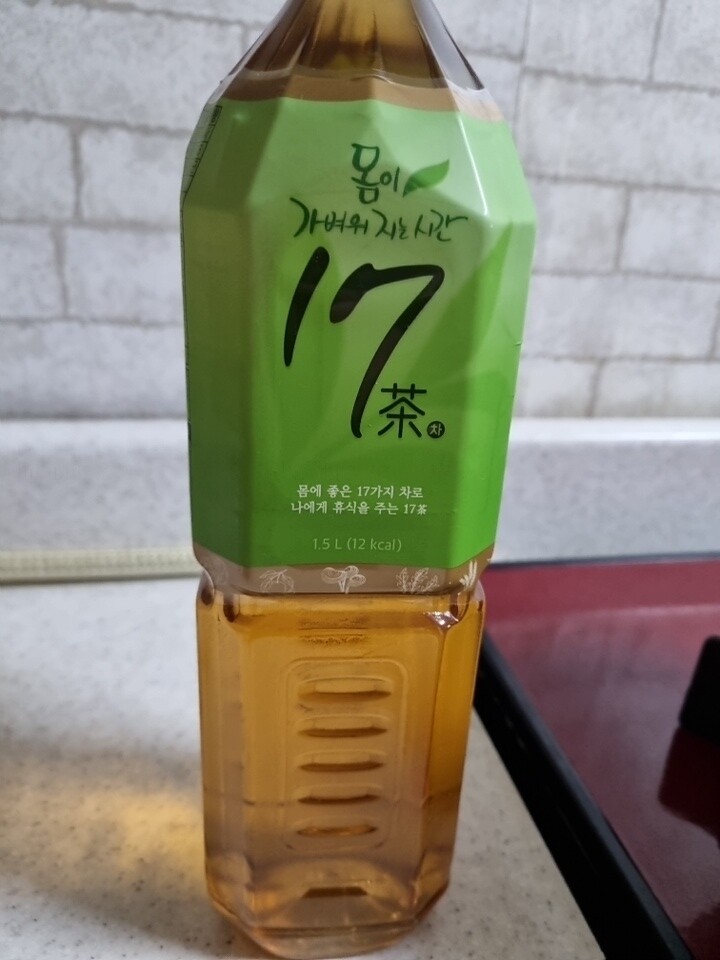 몸이
가벼워 지는 시간
17
茶 차
몸에 좋은 17가지 차로
나에게 휴식을 주는 17茶
1.5 L (12 kcal)